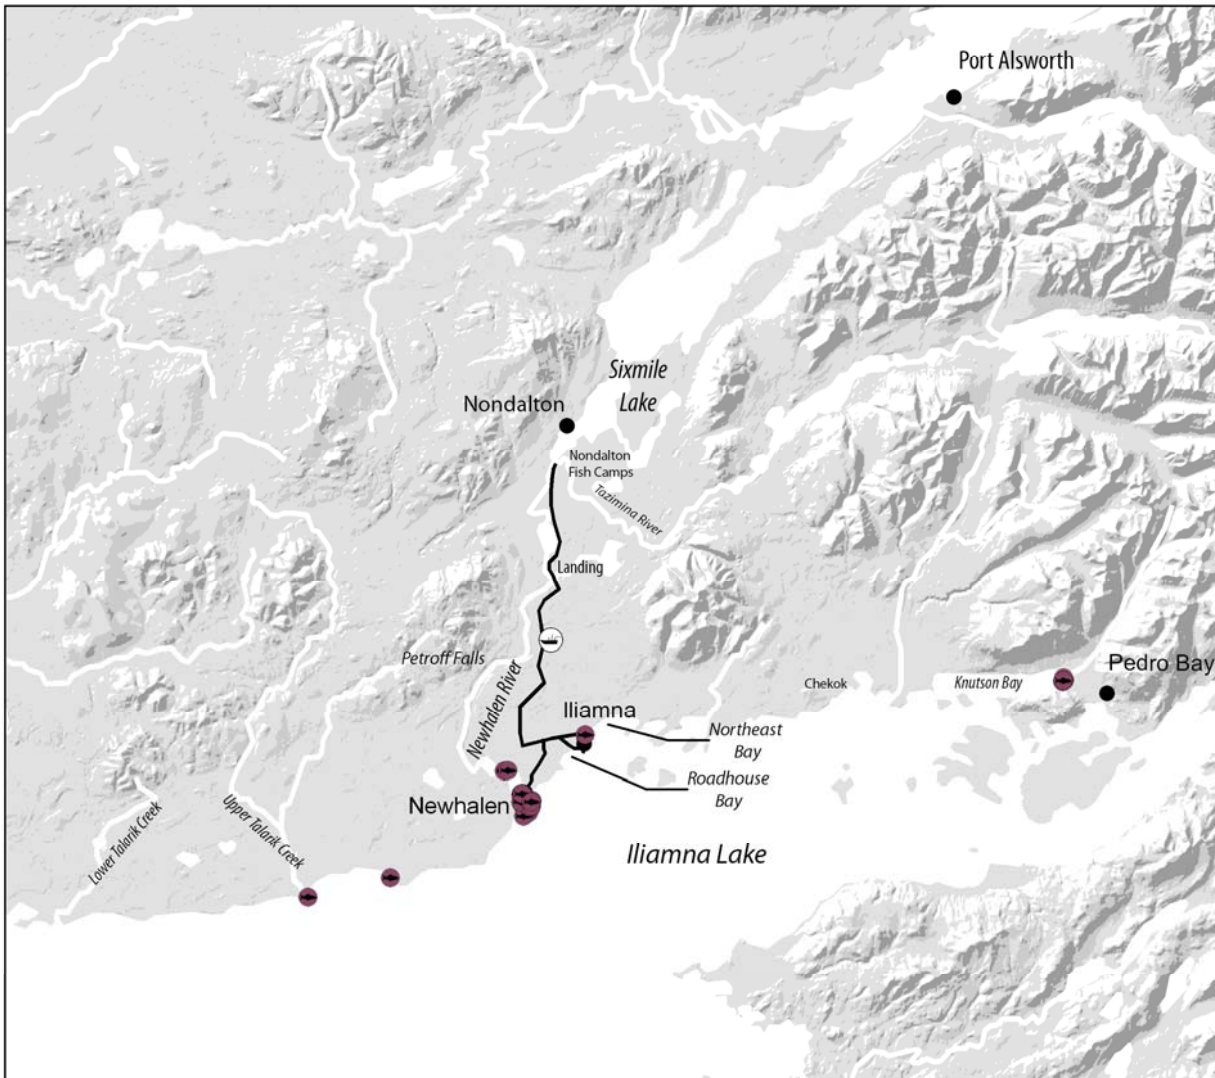 Port Alsworth
Sixmile
Lake
Nondalton
Nondalton
Fish Camps
Tazimina River
Landing
Petroff Falls
Newhalen River
Pedro Bay
Chekok
Knutson Bay
Iliamna
Northeast
Bay
Roadhouse
Bay
Newhalen
Upper Talarik Creek
Lower Talarik Creek
Iliamna Lake